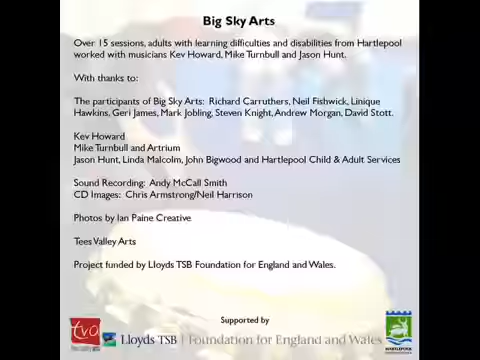 Big Sky Arts
Over 15 sessions, adults with learning difficulties and disabilities from Hartlepool
worked with musicians Kev Howard, Mike Turnbull and Jason Hunt.
With thanks to:
The participants of Big Sky Arts: Richard Carruthers, Neil Fishwick, Linique
Hawkins, Geri James, Mark Jobling, Steven Knight, Andrew Morgan, David Stott.
Kev Howard
Mike Turnbull and Artrium
Jason Hunt, Linda Malcolm, John Bigwood and Hartlepool Child & Adult Services
Sound Recording: Andy McCall Smith
CD Images: Chris Armstrong/Neil Harrison
Photos by Ian Paine Creative
Tees Valley Arts
Project funded by Lloyds TSB Foundation for England and Wales.
Supported by
tva
Lloyds TSB | Foundation for England and Wales
HARTLEPOOL